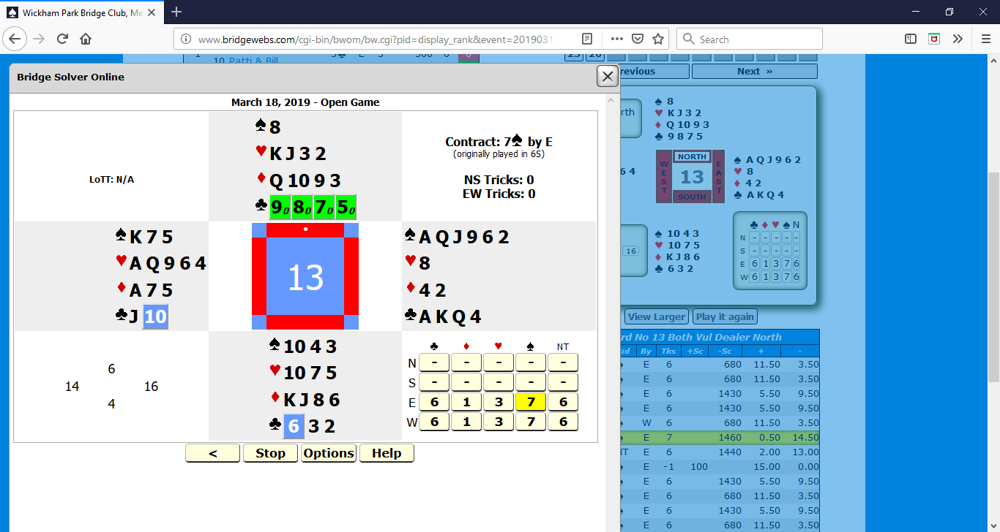 Wickham Park Bridge Club, Me
www.bridgewebs.com/cgi-bin/bwom/bw.cgi?pid=display_rank&event=2019031
Search
10 Patti & Bill
25 26
Bridge Solver Online
revious
Next »
March 18, 2019 - Open Game
♠ 8
♥ K J 3 2
♦ Q 10 9 3
♣ 9 0 8 0 7 0 5 0
Contract: 7♠ by E
(originally played in 6S)
NS Tricks: 0
EW Tricks: 0
LoTT: N/A
♠ K 7 5
♥ A Q 9 6 4
♦ A 7 5
♣ J 10
13
♠ A Q J 9 6 2
♥ 8
♦ 4 2
♣ A K Q 4
♠ 10 4 3
♥ 10 7 5
♦ K J 8 6
♣ 6 3 2
6
14 16
4
♣ ♦ ♥ ♠ NT
N - - - - -
S - - - - -
E 6 1 3 7 6
W 6 1 3 7 6
< Stop Options Help
rth
♠ 8
♥ K J 3 2
♦ Q 10 9 3
♣ 9 8 7 5
6 4
NORTH
WEST 13 EAST
SOUTH
♠ A Q J 9 6 2
♥ 8
♦ 4 2
♣ A K Q 4
16
♠ 10 4 3
♥ 10 7 5
♦ K J 8 6
♣ 6 3 2
♣ ♦ ♥ ♠ N
N - - - - -
S - - - - -
E 6 1 3 7 6
W 6 1 3 7 6
View Larger Play it again
rd No 13 Both Vul Dealer North
Bid By Tks +Sc -Sc + -
♠ E 6 680 11.50 3.50
♠ E 6 680 11.50 3.50
♠ E 6 1430 5.50 9.50
♠ E 6 1430 5.50 9.50
♠ W 6 680 11.50 3.50
♠ E 7 1460 0.50 14.50
IT E 6 1440 2.00 13.00
♠ E -1 100 15.00 0.00
♠ E 6 1430 5.50 9.50
♠ E 6 680 11.50 3.50
♠ E 6 1430 5.50 9.50
♠ E 6 680 11.50 3.50